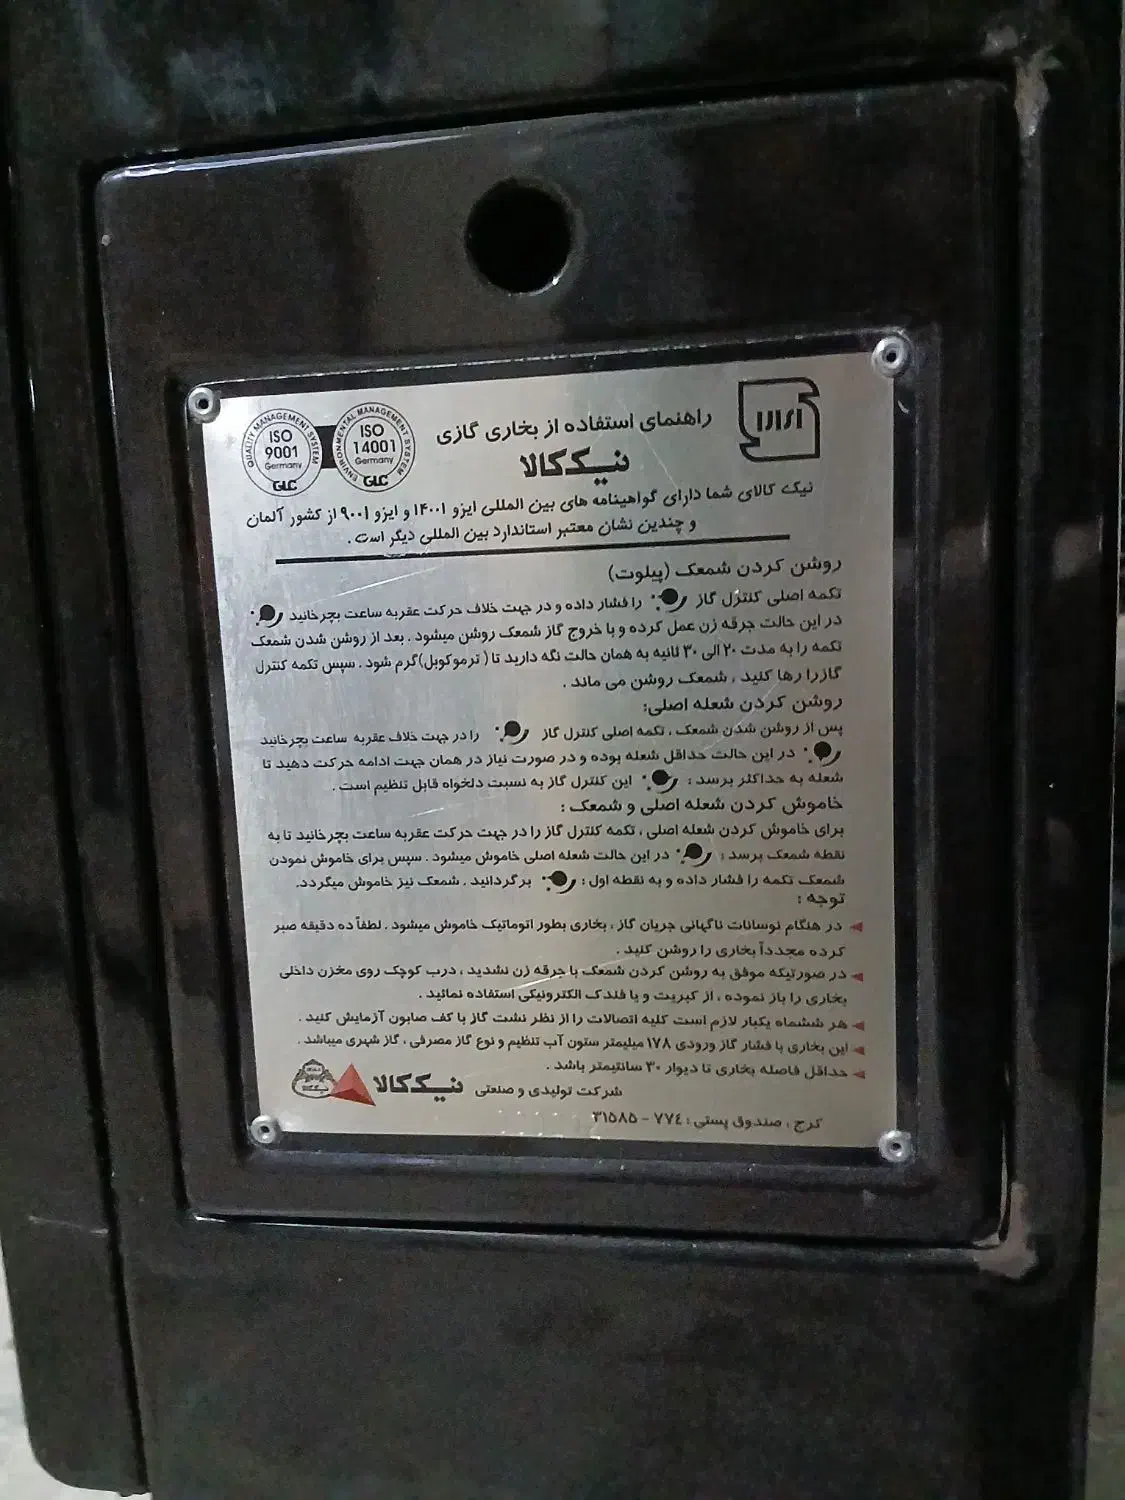 QUALITY MANAGEMENT SYSTEM
ISO
9001
Germany
GLC
ENVIRONMENTAL MANAGEMENT SYSTEM
ISO
14001
Germany
GLC
راهنمای استفاده از بخاری گازی
نیک کالا
نیک کالای شما دارای گواهینامه های بین المللی ایزو ۱۴۰۰۱ و ایزو ۹۰۰۱ از کشور آلمان
و چندین نشان معتبر استاندارد بین المللی دیگر است .
روشن کردن شمعک (پیلوت)
تکمه اصلی کنترل گاز را فشار داده و در جهت خلاف حرکت عقربه ساعت بچرخانید
در این حالت جرقه زن عمل کرده و با خروج گاز شمعک روشن میشود . بعد از روشن شدن شمعک
تکمه را به مدت ۲۰ الی ۳۰ ثانیه به همان حالت نگه دارید تا ( ترموکوبل)گرم شود . سپس تکمه کنترل
گازرا رها کنید ، شمعک روشن می ماند .
روشن کردن شعله اصلی:
پس از روشن شدن شمعک ، تکمه اصلی کنترل گاز را در جهت خلاف عقربه ساعت بچرخانید
در این حالت حداقل شعله بوده و در صورت نیاز در همان جهت ادامه حرکت دهید تا
شعله به حداکثر برسد : این کنترل گاز به نسبت دلخواه قابل تنظیم است .
خاموش کردن شعله اصلی و شمعک :
برای خاموش کردن شعله اصلی ، تکمه کنترل گاز را در جهت حرکت عقربه ساعت بچرخانید تا به
نقطه شمعک برسد : در این حالت شعله اصلی خاموش میشود . سپس برای خاموش نمودن
شمعک تکمه را فشار داده و به نقطه اول : برگردانید . شمعک نیز خاموش میگردد.
توجه :
در هنگام نوسانات ناگهانی جریان گاز ، بخاری بطور اتوماتیک خاموش میشود . لطفاً ده دقیقه صبر
کرده مجدداً بخاری را روشن کنید .
در صورتیکه موفق به روشن کردن شمعک با جرقه زن نشدید ، درب کوچک روی مخزن داخلی
بخاری را باز نموده ، از کبریت و یا فندک الکترونیکی استفاده نمائید .
هر ششماه یکبار لازم است کلیه اتصالات را از نظر نشت گاز با کف صابون آزمایش کنید .
این بخاری با فشار گاز ورودی ۱۷۸ میلیمتر ستون آب تنظیم و نوع گاز مصرفی ، گاز شهری میباشد .
حداقل فاصله بخاری تا دیوار ۳۰ سانتیمتر باشد .
شرکت تولیدی و صنعتی نیک کالا
کرج ، صندوق پستی : ۷۷٤ - ۳۱۵۸۵